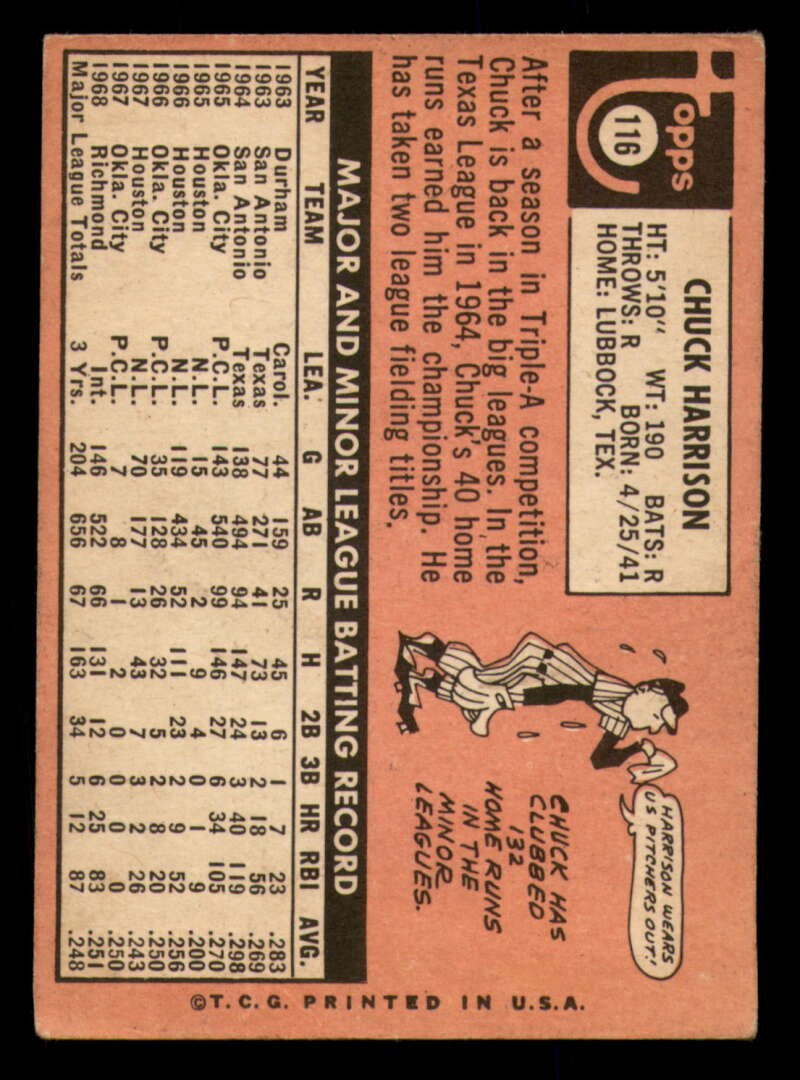 Topps
116
CHUCK HARRISON
HT: 5'10" WT: 190 BATS: R
THROWS: R BORN: 4/25/41
HOME: LUBBOCK, TEX.
After a season in Triple-A competition,
Chuck is back in the big leagues. In the
Texas League in 1964, Chuck's 40 home
runs earned him the championship. He
has taken two league fielding titles.
HARRISON WEARS
US PITCHERS OUT!
CHUCK HAS
CLUBBED
132
HOME RUNS
IN THE
MINOR
LEAGUES.
MAJOR AND MINOR LEAGUE BATTING RECORD
YEAR TEAM LEA. G AB R H 2B 3B HR RBI AVG.
1963 Durham Carol. 44 159 25 45 6 1 7 23 .283
1963 San Antonio Texas 77 271 41 73 13 2 18 56 .269
1964 San Antonio Texas 138 494 94 147 24 3 40 119 .298
1965 Okla. City P.C.L. 143 540 99 146 27 6 34 105 .270
1965 Houston N.L. 15 45 2 9 4 0 1 9 .200
1966 Houston N.L. 119 434 52 111 23 2 9 52 .256
1966 Okla. City P.C.L. 35 128 26 32 5 2 8 20 .250
1967 Houston N.L. 70 177 13 43 7 3 2 26 .243
1967 Okla. City P.C.L. 7 8 1 2 0 0 0 0 .250
1968 Richmond Int. 146 522 66 131 12 6 25 83 .251
Major League Totals 3 Yrs. 204 656 67 163 34 5 12 87 .248
©T.C.G. PRINTED IN U.S.A.